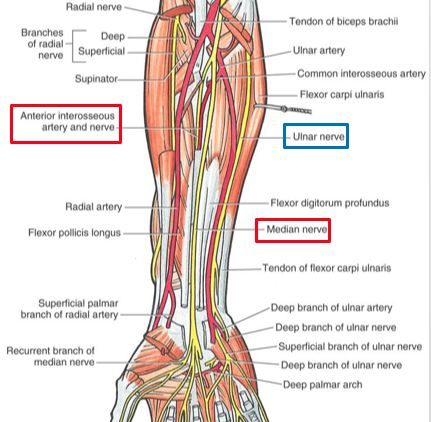 Radial nerve
Branches
of radial
nerve
Deep
Superficial
Supinator
Anterior interosseous
artery and nerve
Radial artery
Flexor pollicis longus
Superficial palmar
branch of radial artery
Recurrent branch of
median nerve
Tendon of biceps brachii
Ulnar artery
Common interosseous artery
Flexor carpi ulnaris
Ulnar nerve
Flexor digitorum profundus
Median nerve
Tendon of flexor carpi ulnaris
Deep branch of ulnar artery
Deep branch of ulnar nerve
Superficial branch of ulnar nerve
Deep branch of ulnar nerve
Deep palmar arch